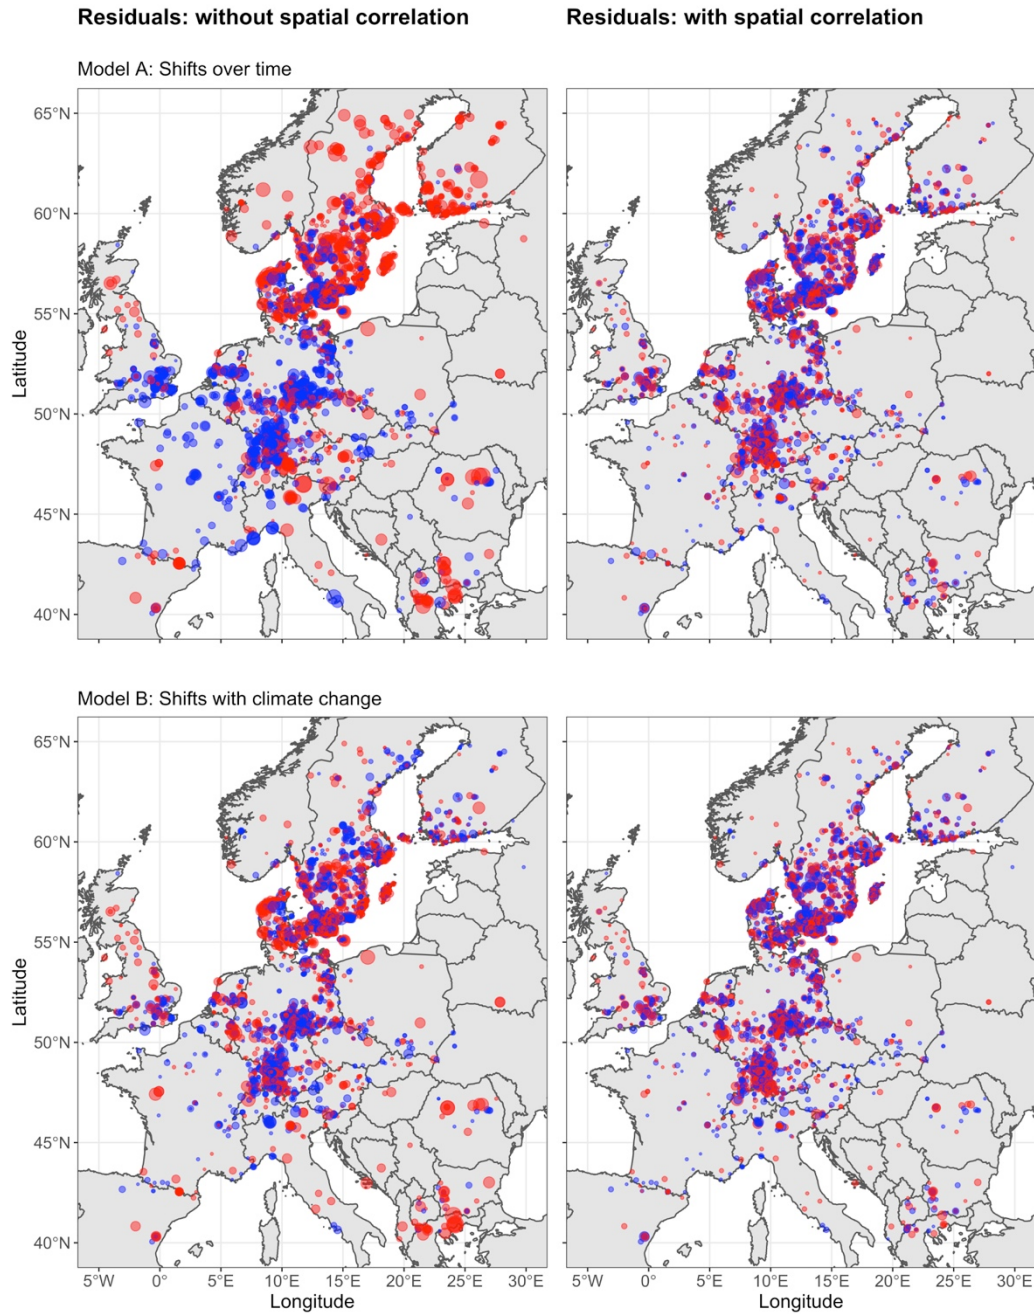 Residuals: without spatial correlation
Residuals: with spatial correlation
Model A: Shifts over time
65°N
60°N
55°N
50°N
45°N
40°N
Latitude
Model B: Shifts with climate change
65°N
60°N
55°N
50°N
45°N
40°N
Latitude
5°W 0° 5°E 10°E 15°E 20°E 25°E 30°E
5°W 0° 5°E 10°E 15°E 20°E 25°E 30°E
Longitude
Longitude